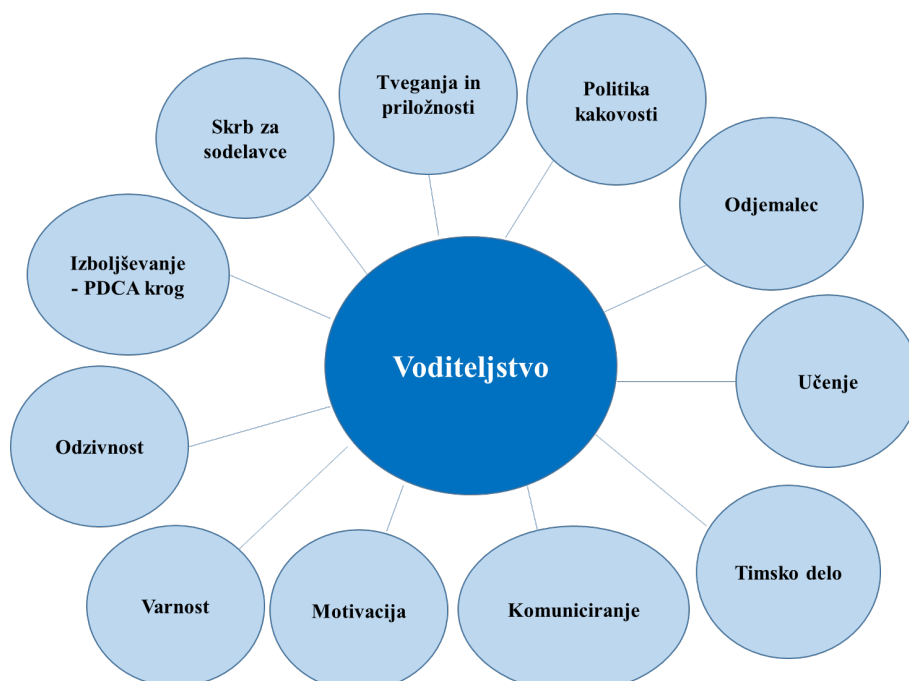 Tveganja in
priložnosti
Politika
kakovosti
Skrb za
sodelavce
Odjemalec
Izboljševanje
- PDCA krog
Voditeljstvo
Učenje
Odzivnost
Timsko delo
Varnost
Motivacija
Komuniciranje